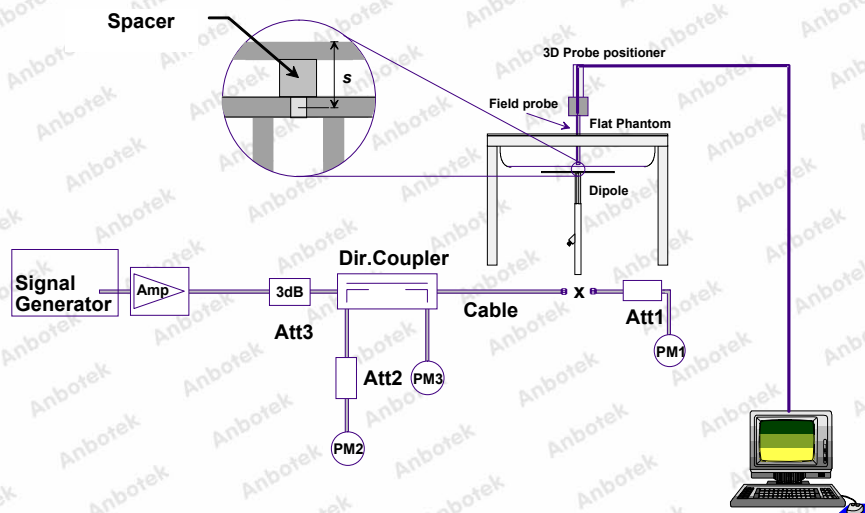 Spacer
s
3D Probe positioner
Field probe
Flat Phantom
Dipole
Signal
Generator
Amp
3dB
Att3
Dir.Coupler
Cable
x
Att1
PM1
Att2
PM3
PM2
Anbotek